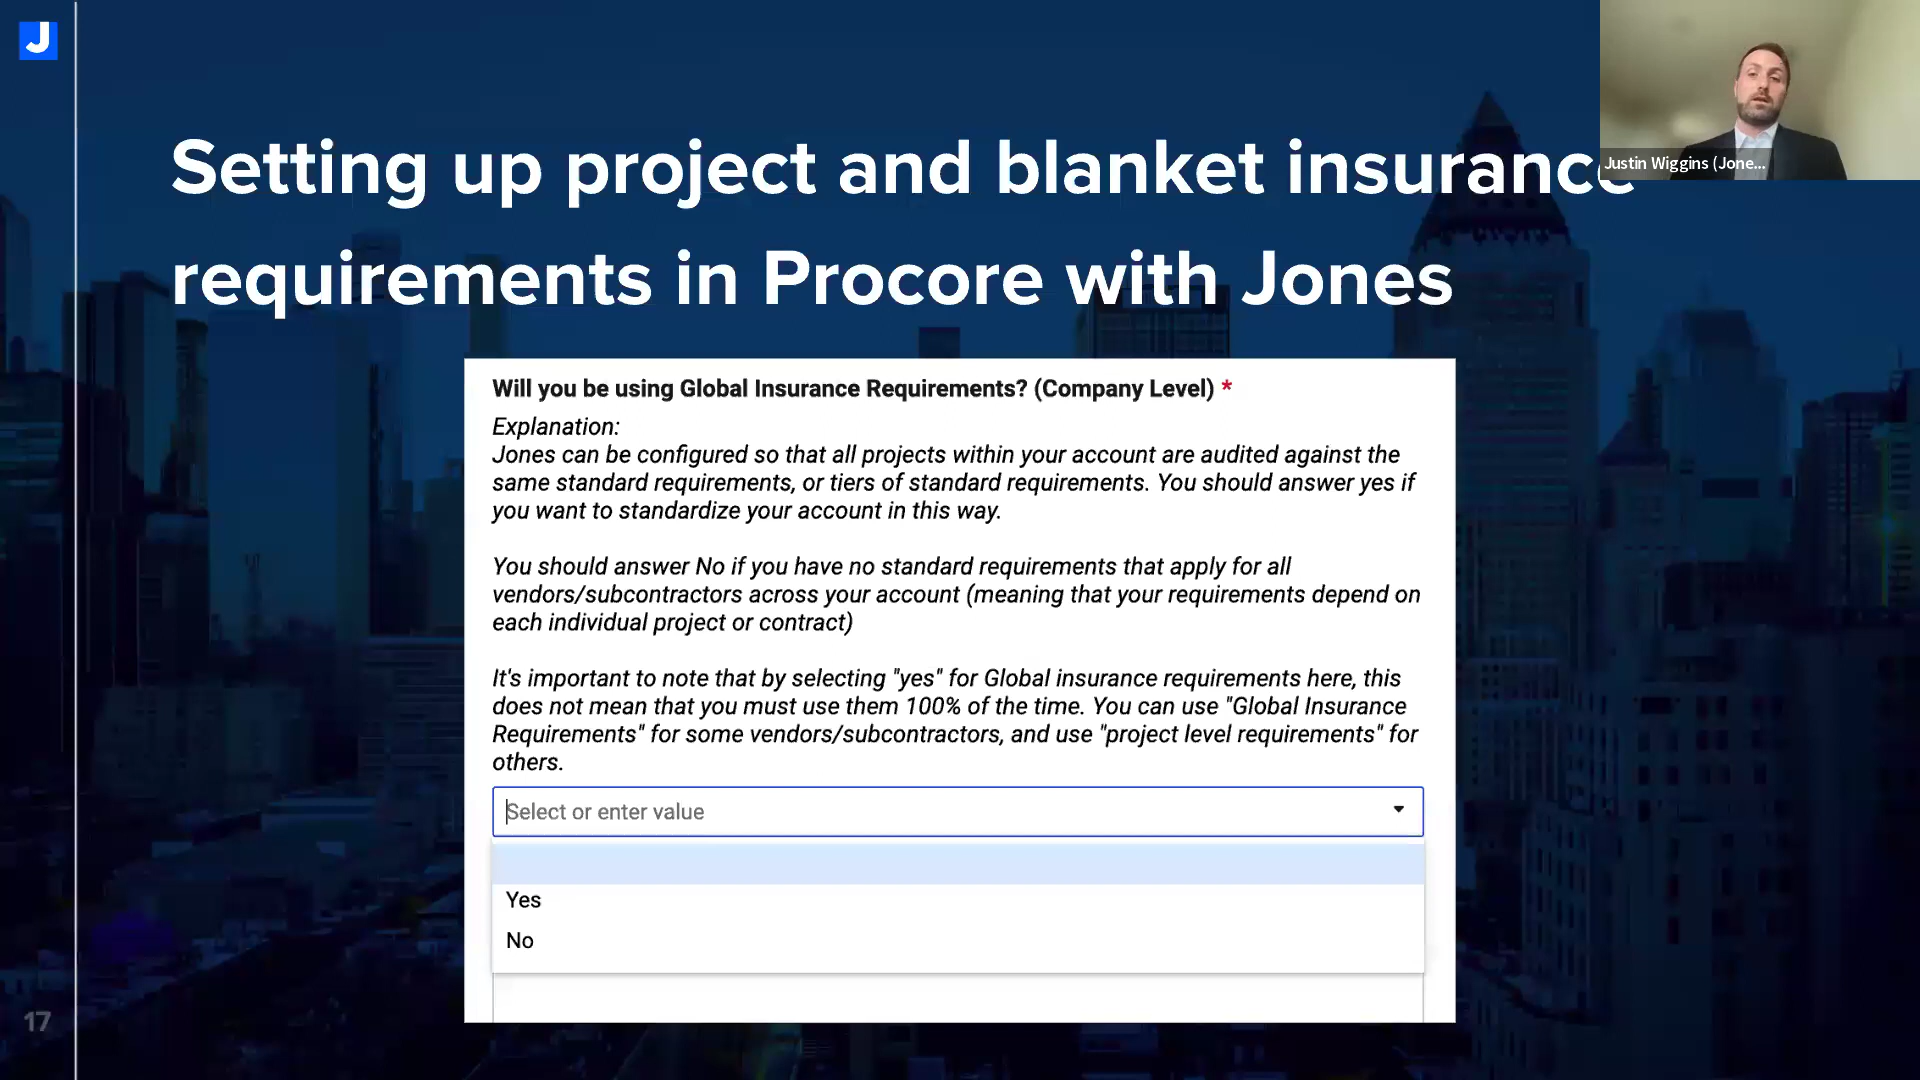 J
Justin Wiggins (Jone...
Setting up project and blanket insurance
requirements in Procore with Jones
Will you be using Global Insurance Requirements? (Company Level) *
Explanation:
Jones can be configured so that all projects within your account are audited against the
same standard requirements, or tiers of standard requirements. You should answer yes if
you want to standardize your account in this way.
You should answer No if you have no standard requirements that apply for all
vendors/subcontractors across your account (meaning that your requirements depend on
each individual project or contract)
It's important to note that by selecting "yes" for Global insurance requirements here, this
does not mean that you must use them 100% of the time. You can use "Global Insurance
Requirements" for some vendors/subcontractors, and use "project level requirements" for
others.
Select or enter value
Yes
No
17